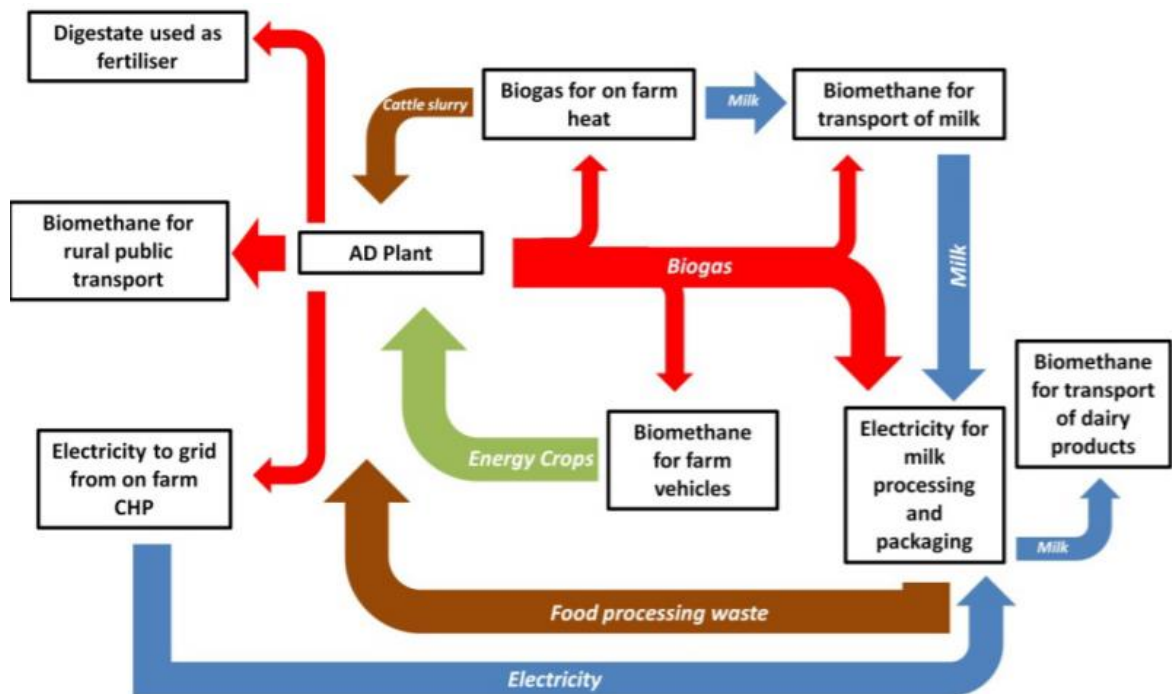 Digestate used as
fertiliser
Cattle slurry
Biogas for on farm
heat
Milk
Biomethane for
transport of milk
Biomethane for
rural public
transport
AD Plant
Biogas
Milk
Biomethane
for transport
of dairy
products
Electricity to grid
from on farm
CHP
Energy Crops
Biomethane
for farm
vehicles
Electricity for
milk
processing
and
packaging
Milk
Food processing waste
Electricity